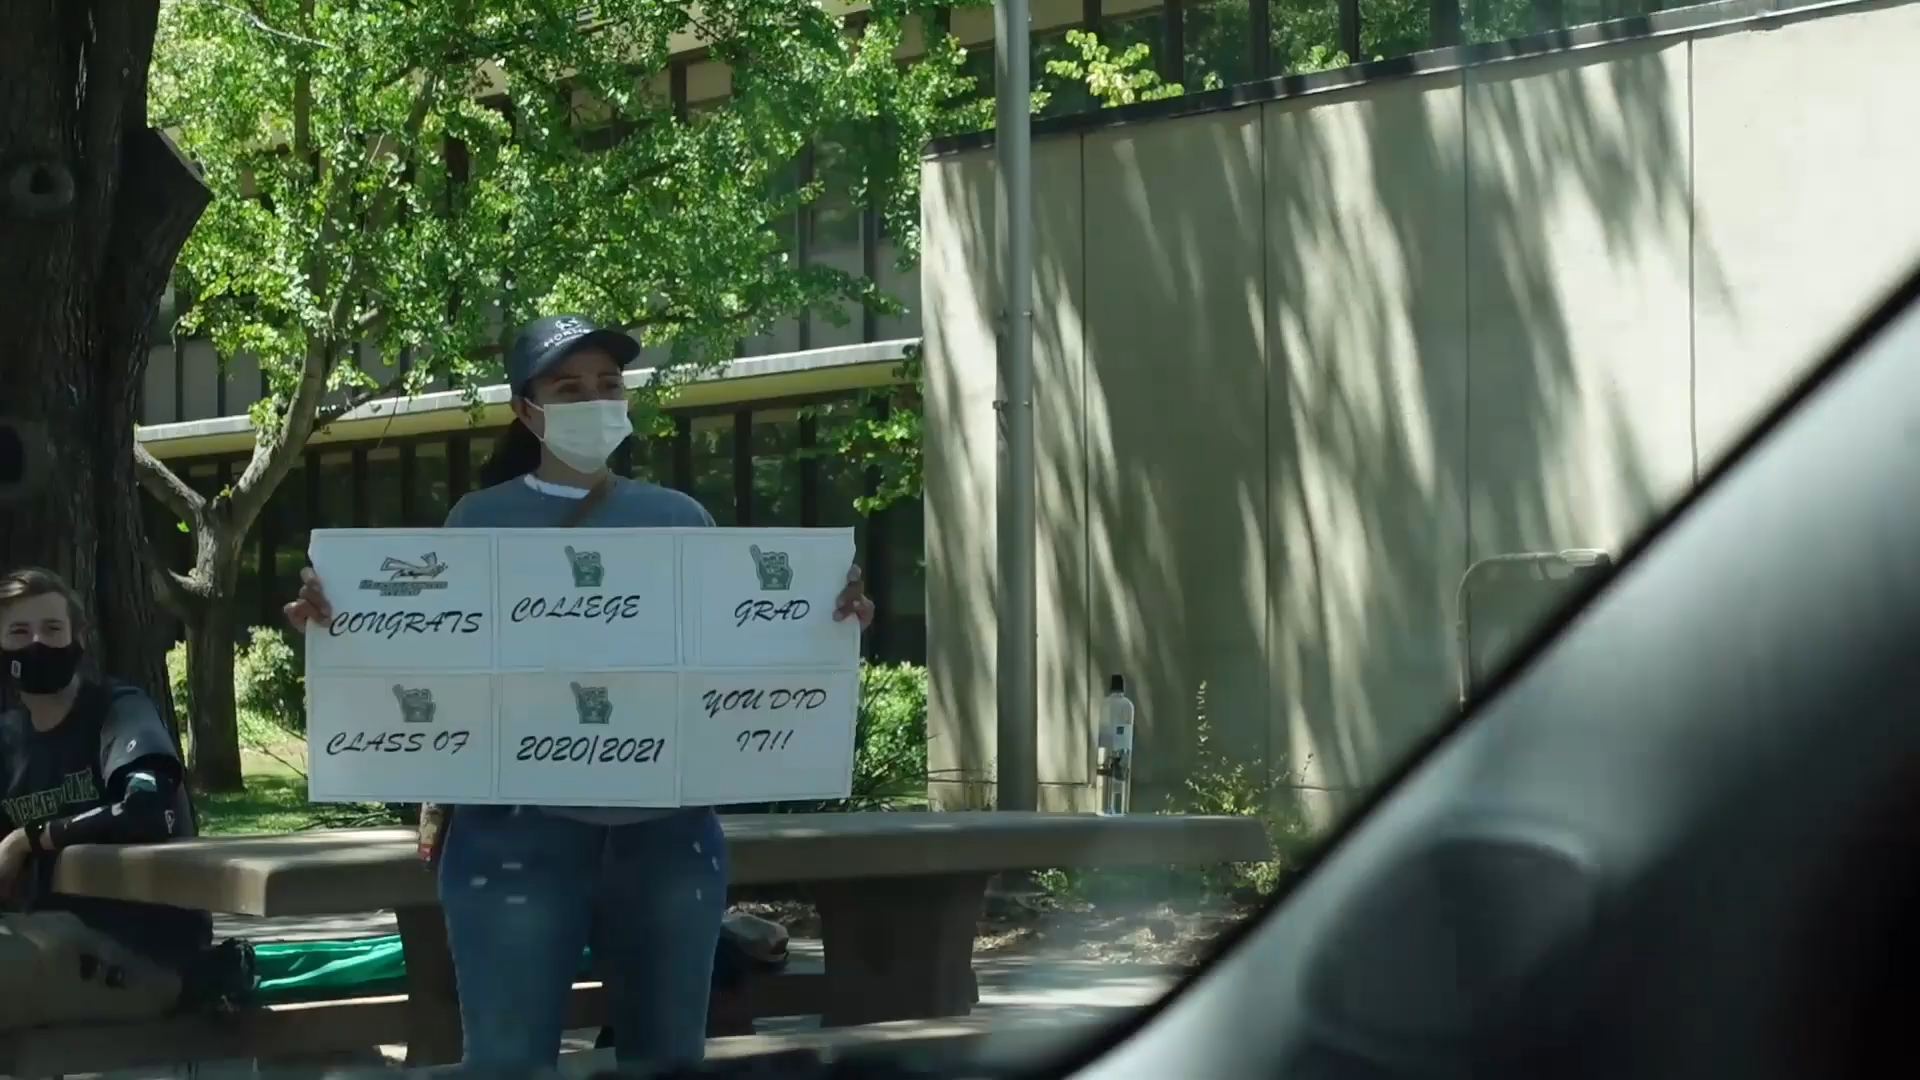 CONGRATS
COLLEGE
GRAD
CLASS OF
2020/2021
YOU DID
IT!!